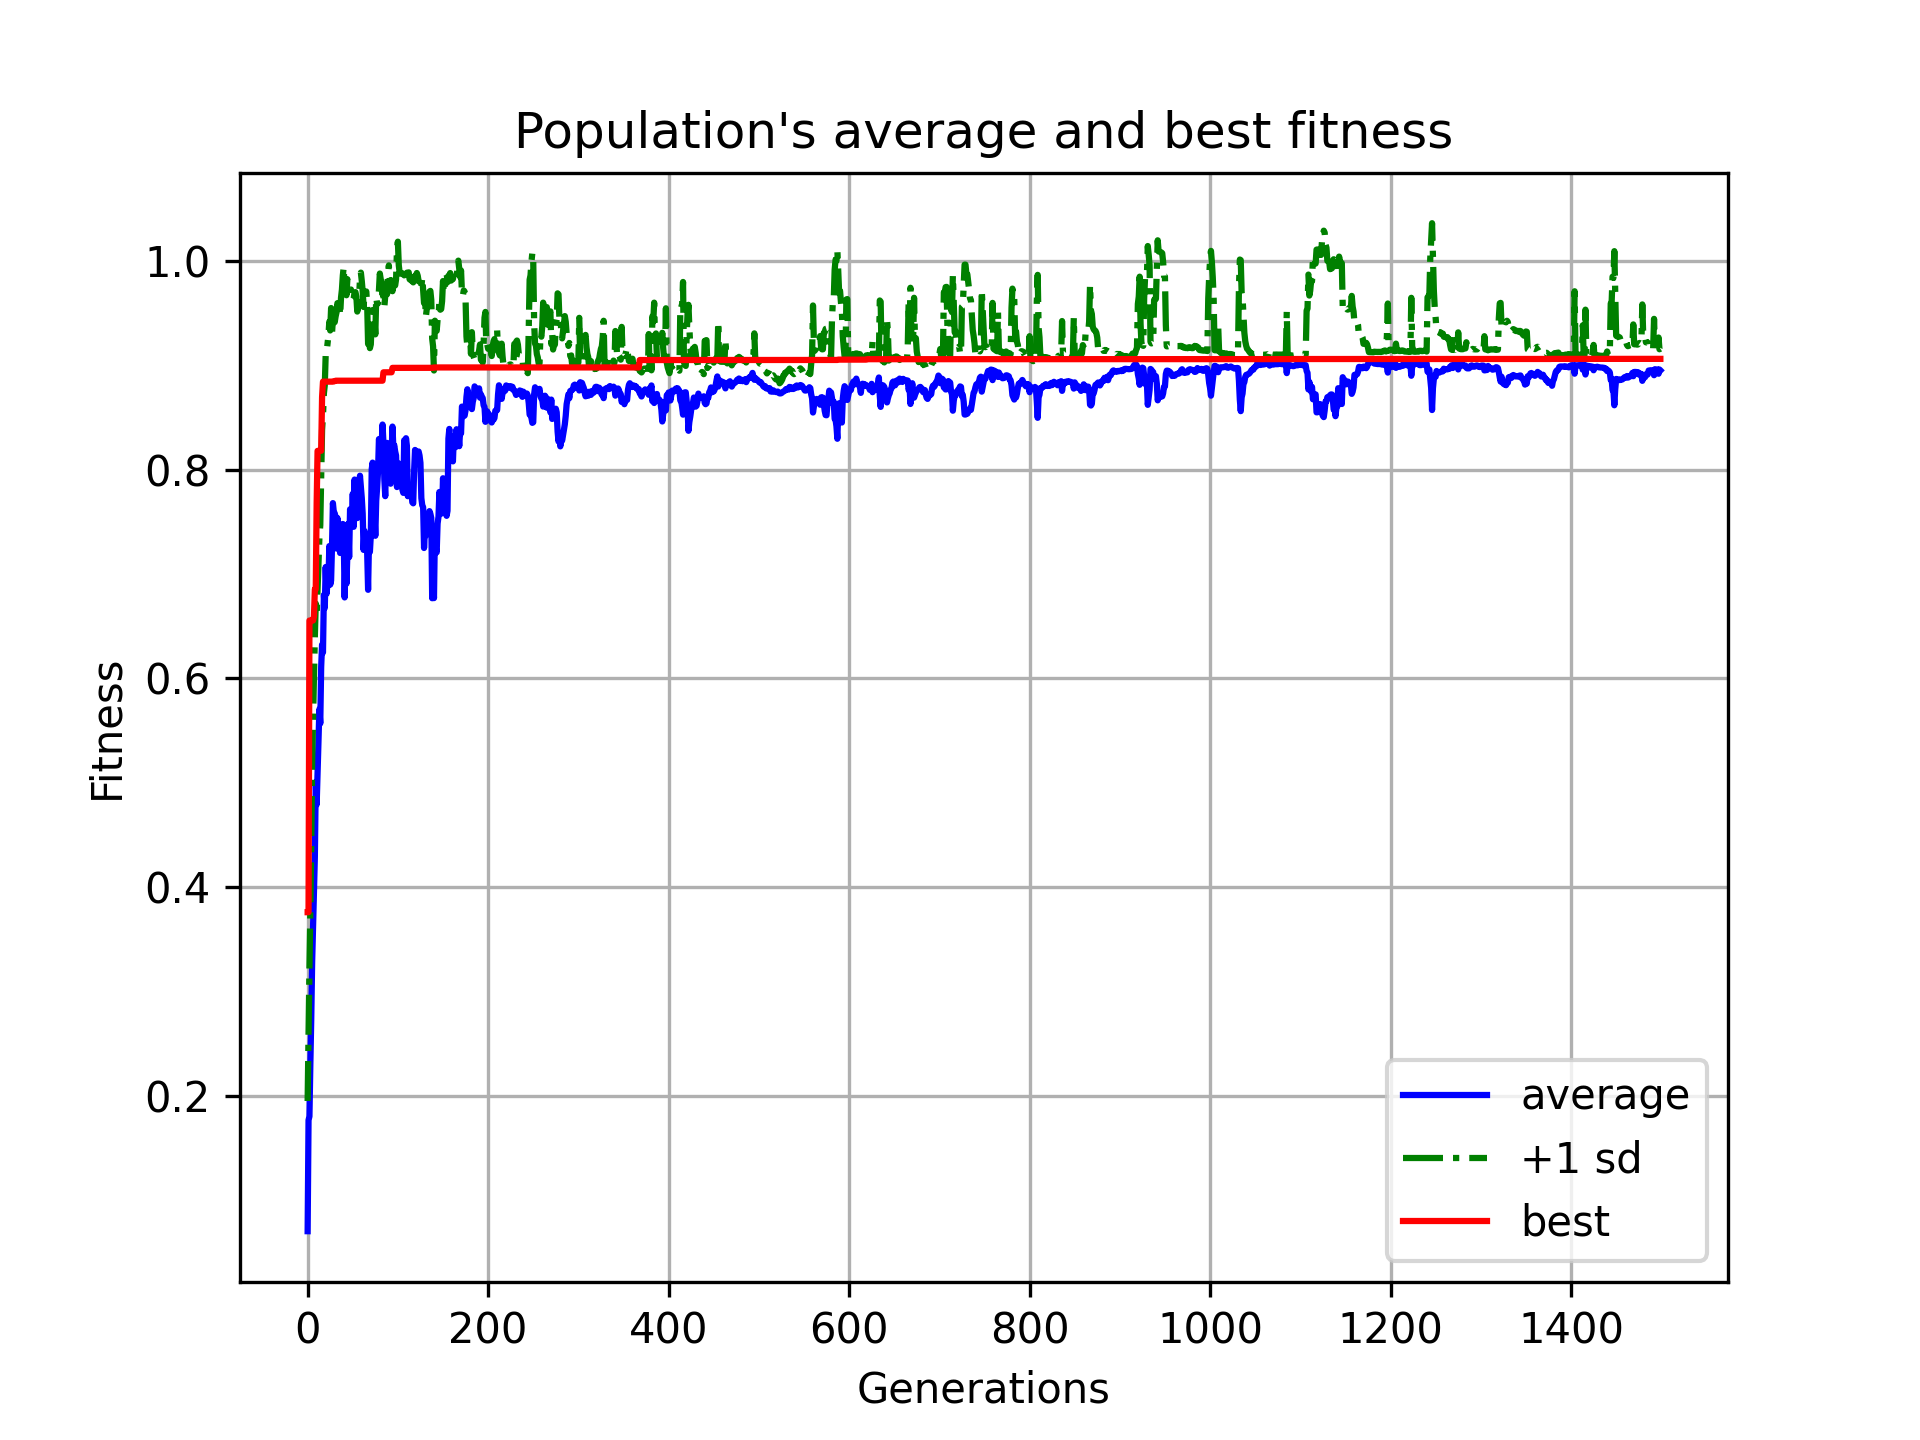 Population's average and best fitness
1.0
0.8
0.6
0.4
0.2
Fitness
average
+1 sd
best
0 200 400 600 800 1000 1200 1400
Generations